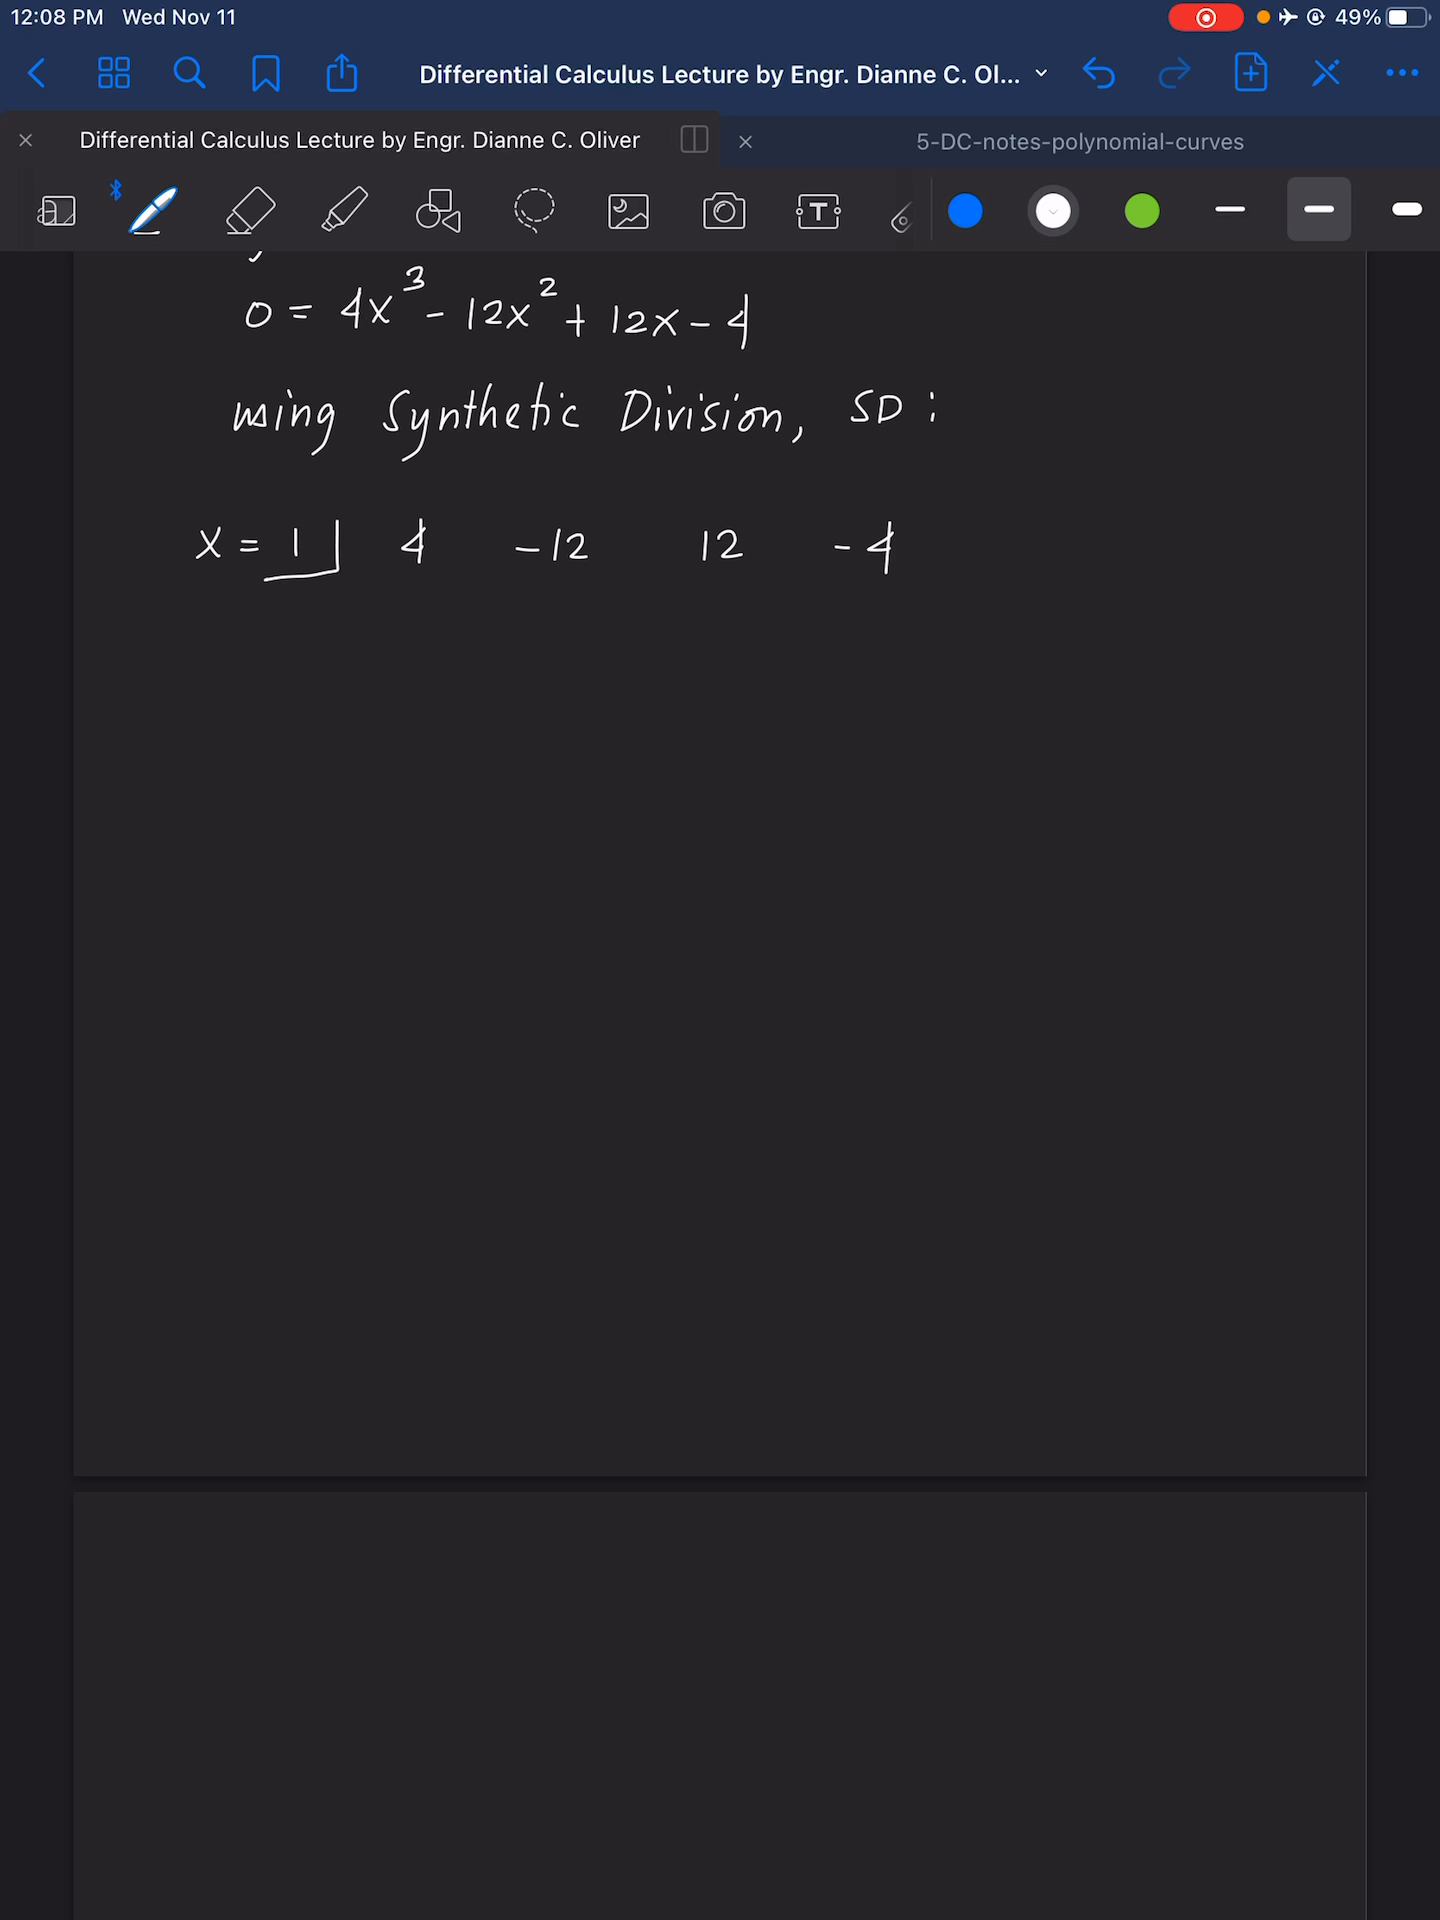 12:08 PM Wed Nov 11 49%
Differential Calculus Lecture by Engr. Dianne C. Ol...
Differential Calculus Lecture by Engr. Dianne C. Oliver 5-DC-notes-polynomial-curves
0 = 4x³ - 12x² + 12x - 4
using Synthetic Division, SD :
x = 1 4 -12 12 -4